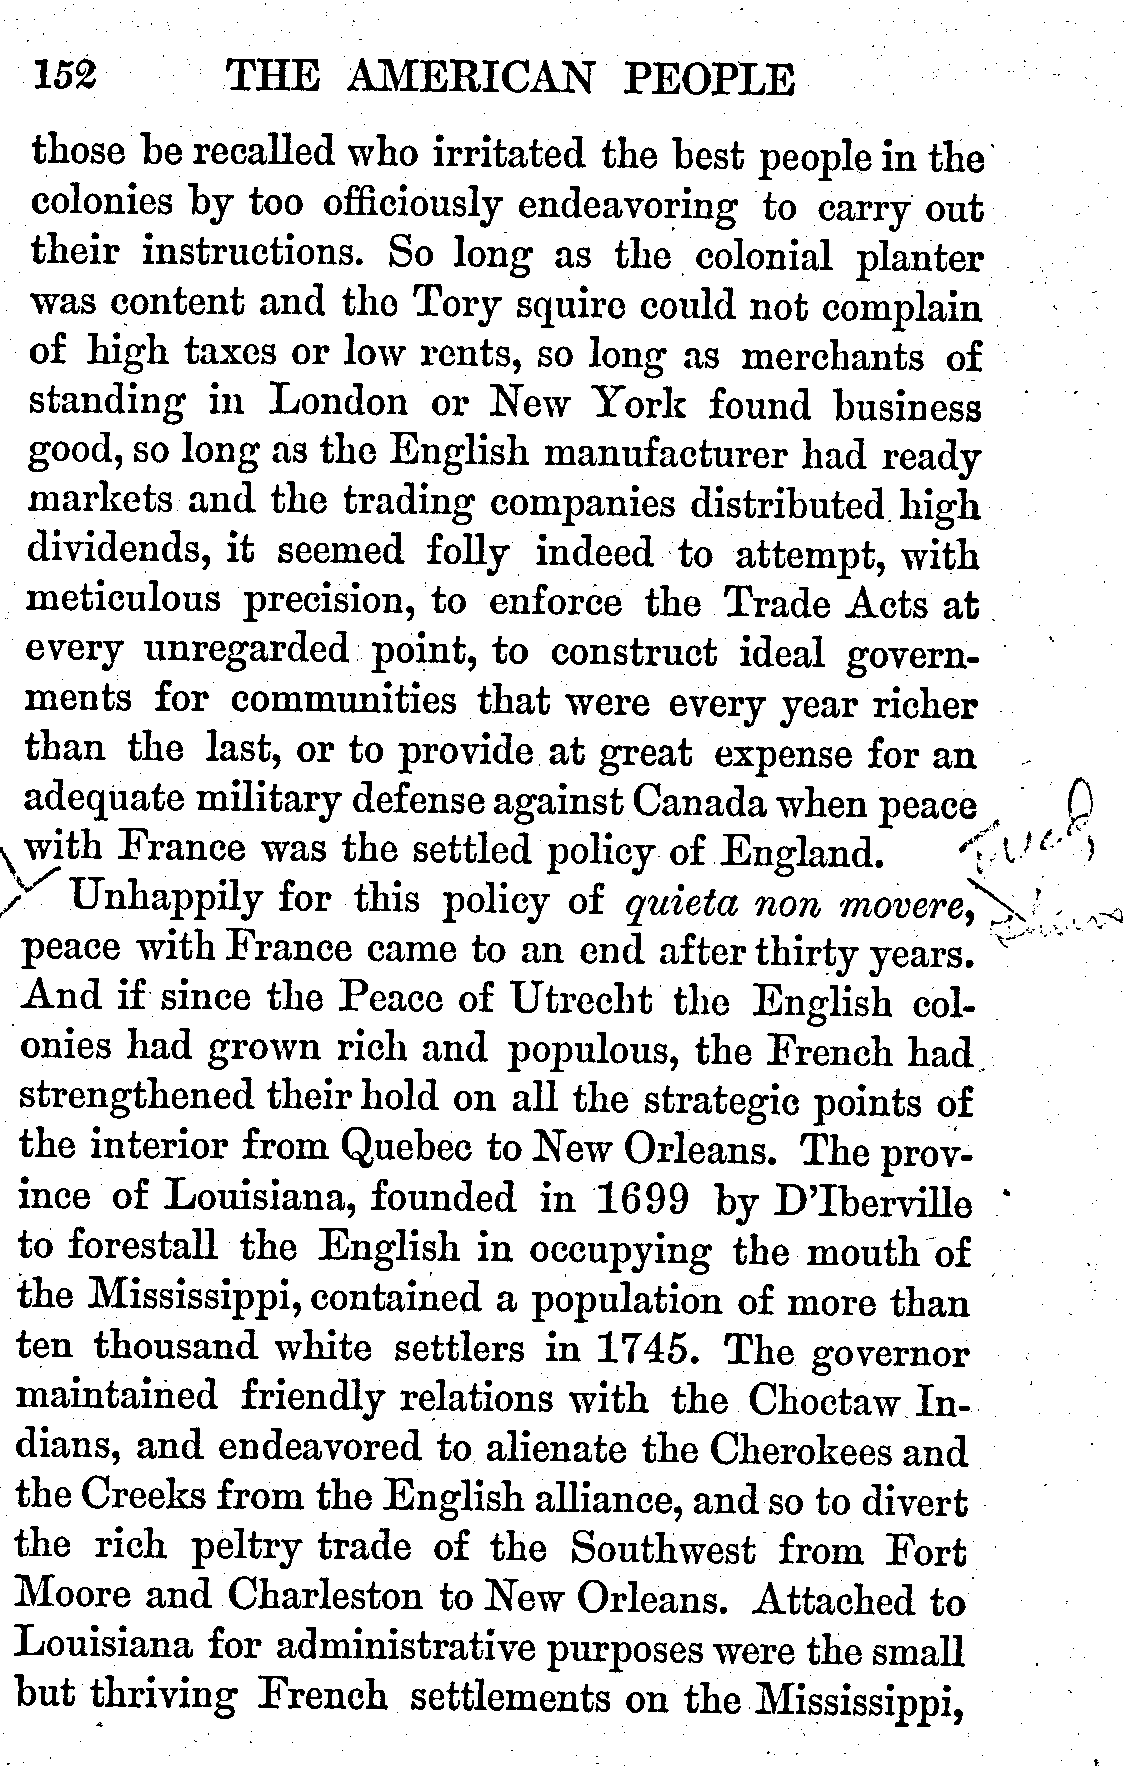 152 THE AMERICAN PEOPLE
those be recalled who irritated the best people in the
colonies by too officiously endeavoring to carry out
their instructions. So long as the colonial planter
was content and the Tory squire could not complain
of high taxes or low rents, so long as merchants of
standing in London or New York found business
good, so long as the English manufacturer had ready
markets and the trading companies distributed high
dividends, it seemed folly indeed to attempt, with
meticulous precision, to enforce the Trade Acts at
every unregarded point, to construct ideal govern-
ments for communities that were every year richer
than the last, or to provide at great expense for an
adequate military defense against Canada when peace
with France was the settled policy of England.
Unhappily for this policy of quieta non movere,
peace with France came to an end after thirty years.
And if since the Peace of Utrecht the English col-
onies had grown rich and populous, the French had
strengthened their hold on all the strategic points of
the interior from Quebec to New Orleans. The prov-
ince of Louisiana, founded in 1699 by D'Iberville
to forestall the English in occupying the mouth of
the Mississippi, contained a population of more than
ten thousand white settlers in 1745. The governor
maintained friendly relations with the Choctaw In-
dians, and endeavored to alienate the Cherokees and
the Creeks from the English alliance, and so to divert
the rich peltry trade of the Southwest from Fort
Moore and Charleston to New Orleans. Attached to
Louisiana for administrative purposes were the small
but thriving French settlements on the Mississippi,